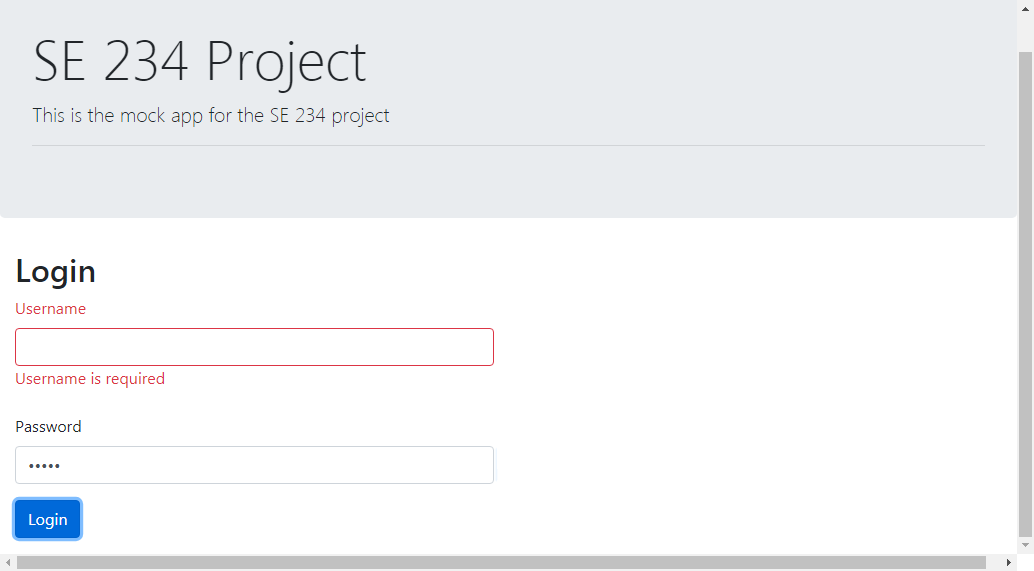 SE 234 Project
This is the mock app for the SE 234 project
Login
Username
Username is required
Password
•••••
Login